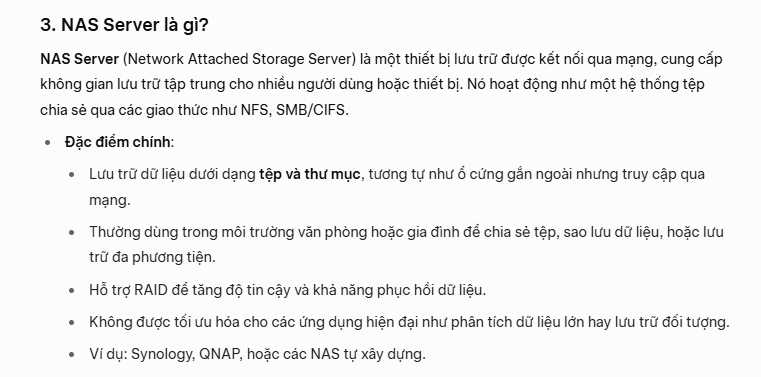 3. NAS Server là gì?
NAS Server (Network Attached Storage Server) là một thiết bị lưu trữ được kết nối qua mạng, cung cấp
không gian lưu trữ tập trung cho nhiều người dùng hoặc thiết bị. Nó hoạt động như một hệ thống tệp
chia sẻ qua các giao thức như NFS, SMB/CIFS.
• Đặc điểm chính:
• Lưu trữ dữ liệu dưới dạng tệp và thư mục, tương tự như ổ cứng gắn ngoài nhưng truy cập qua
mạng.
• Thường dùng trong môi trường văn phòng hoặc gia đình để chia sẻ tệp, sao lưu dữ liệu, hoặc lưu
trữ đa phương tiện.
• Hỗ trợ RAID để tăng độ tin cậy và khả năng phục hồi dữ liệu.
• Không được tối ưu hóa cho các ứng dụng hiện đại như phân tích dữ liệu lớn hay lưu trữ đối tượng.
• Ví dụ: Synology, QNAP, hoặc các NAS tự xây dựng.